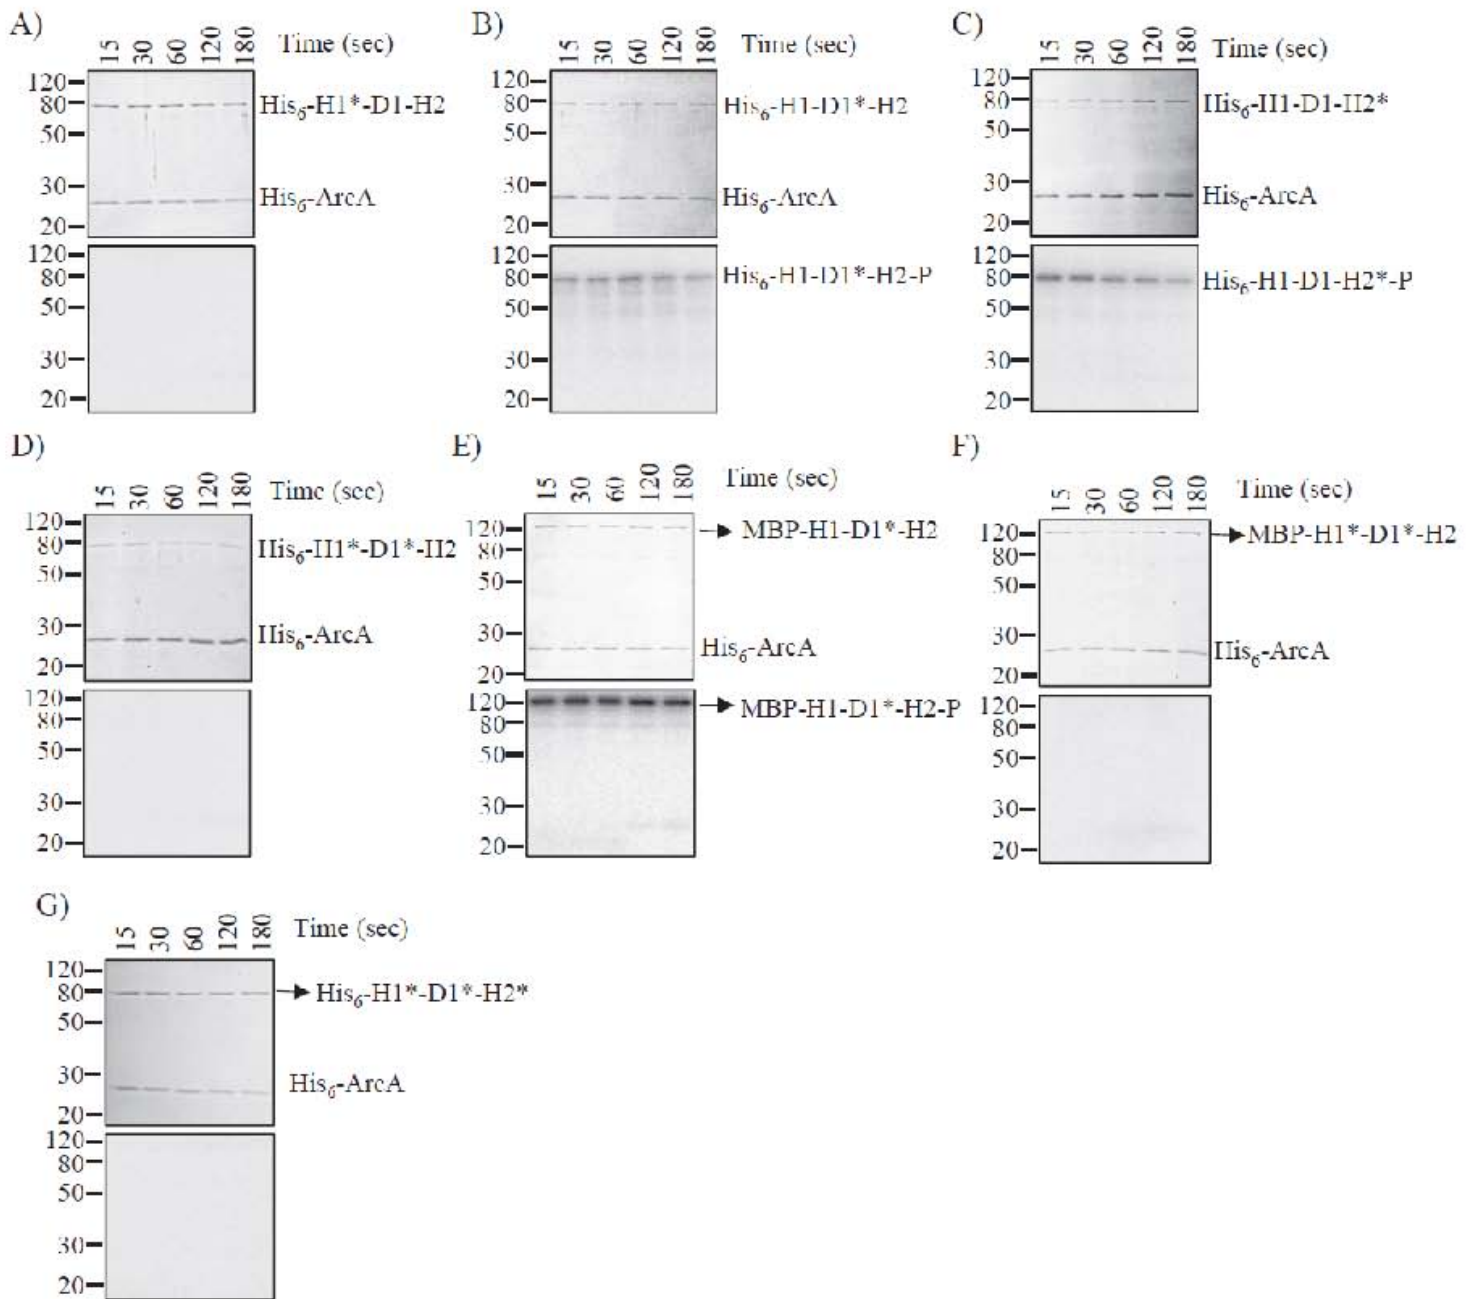 A)
15 30 60 120 180 Time (sec)
120
80
50
30
20
His6-H1*-D1-H2
His6-ArcA
120
80
50
30
20
B)
15 30 60 120 180 Time (sec)
120
80
50
30
20
His6-H1-D1*-H2
His6-ArcA
120
80
50
30
20
His6-H1-D1*-H2-P
C)
15 30 60 120 180 Time (sec)
120
80
50
30
20
His6-H1-D1-H2*
His6-ArcA
120
80
50
30
20
His6-H1-D1-H2*-P
D)
15 30 60 120 180 Time (sec)
120
80
50
30
20
His6-H1*-D1*-H2
His6-ArcA
120
80
50
30
20
E)
15 30 60 120 180 Time (sec)
120
80
50
30
20
MBP-H1-D1*-H2
His6-ArcA
120
80
50
30
20
MBP-H1-D1*-H2-P
F)
15 30 60 120 180 Time (sec)
120
80
50
30
20
MBP-H1*-D1*-H2
His6-ArcA
120
80
50
30
20
G)
15 30 60 120 180 Time (sec)
120
80
50
30
20
His6-H1*-D1*-H2*
His6-ArcA
120
80
50
30
20